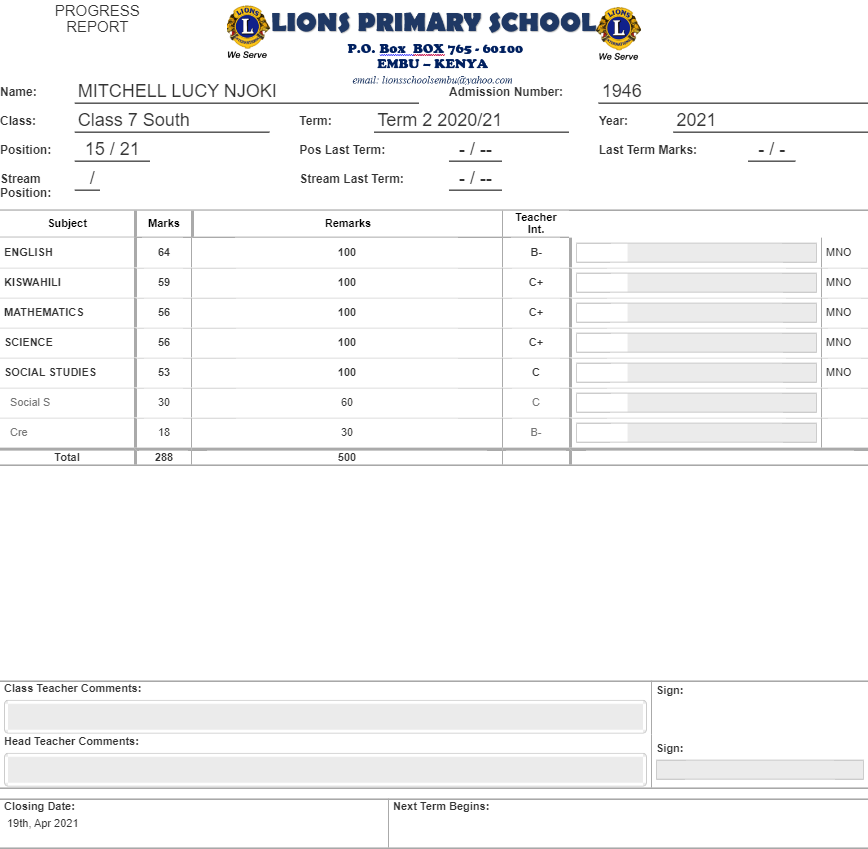 PROGRESS
REPORT
LIONS PRIMARY SCHOOL
LIONS L INTERNATIONAL We Serve
LIONS L INTERNATIONAL We Serve
P.O. Box BOX 765 - 60100
EMBU – KENYA
email: lionsschoolsembu@yahoo.com
Name: MITCHELL LUCY NJOKI Admission Number: 1946
Class: Class 7 South Term: Term 2 2020/21 Year: 2021
Position: 15 / 21 Pos Last Term: - / -- Last Term Marks: - / -
Stream Position: / Stream Last Term: - / --
Subject Marks Remarks Teacher Int.
ENGLISH 64 100 B- MNO
KISWAHILI 59 100 C+ MNO
MATHEMATICS 56 100 C+ MNO
SCIENCE 56 100 C+ MNO
SOCIAL STUDIES 53 100 C MNO
Social S 30 60 C
Cre 18 30 B-
Total 288 500
Class Teacher Comments: Sign:
Head Teacher Comments: Sign:
Closing Date: Next Term Begins:
19th, Apr 2021